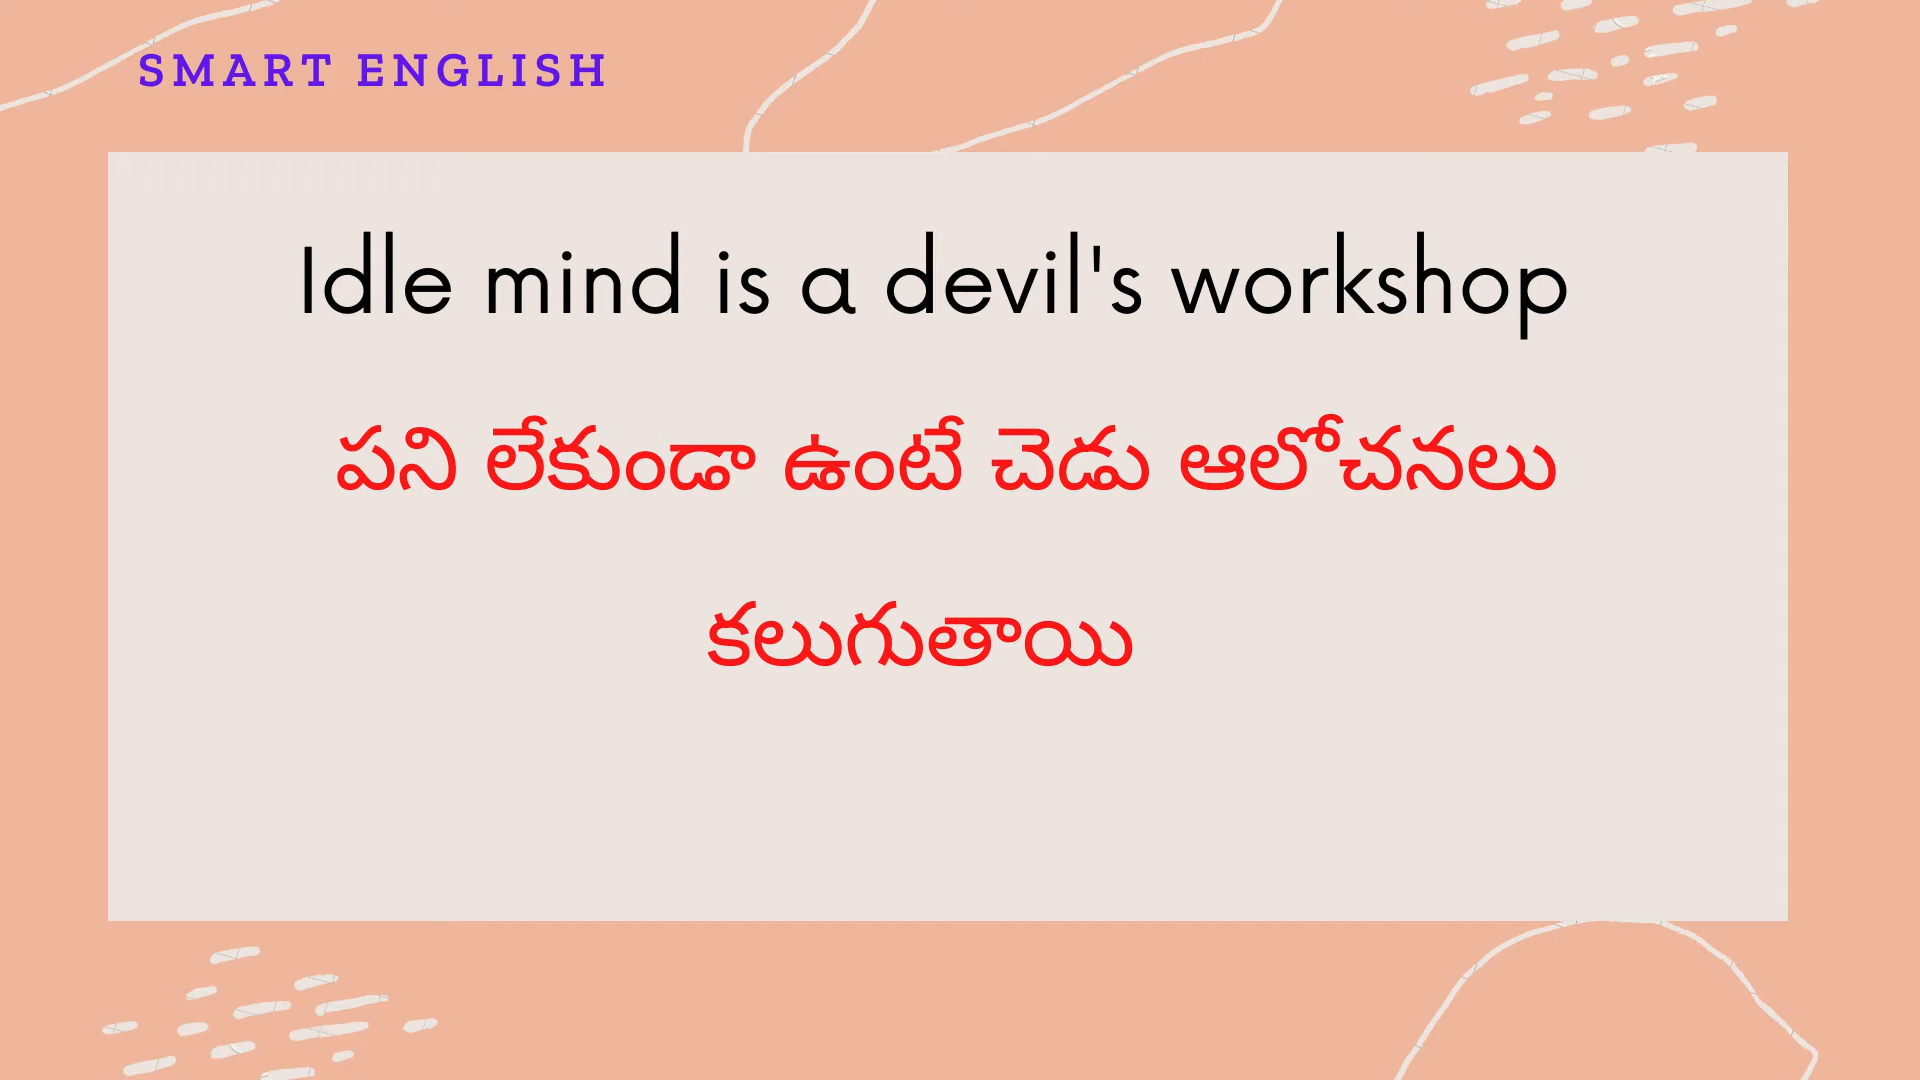 SMART ENGLISH
Idle mind is a devil's workshop
పని లేకుండా ఉంటే చెడు ఆలోచనలు
కలుగుతాయి